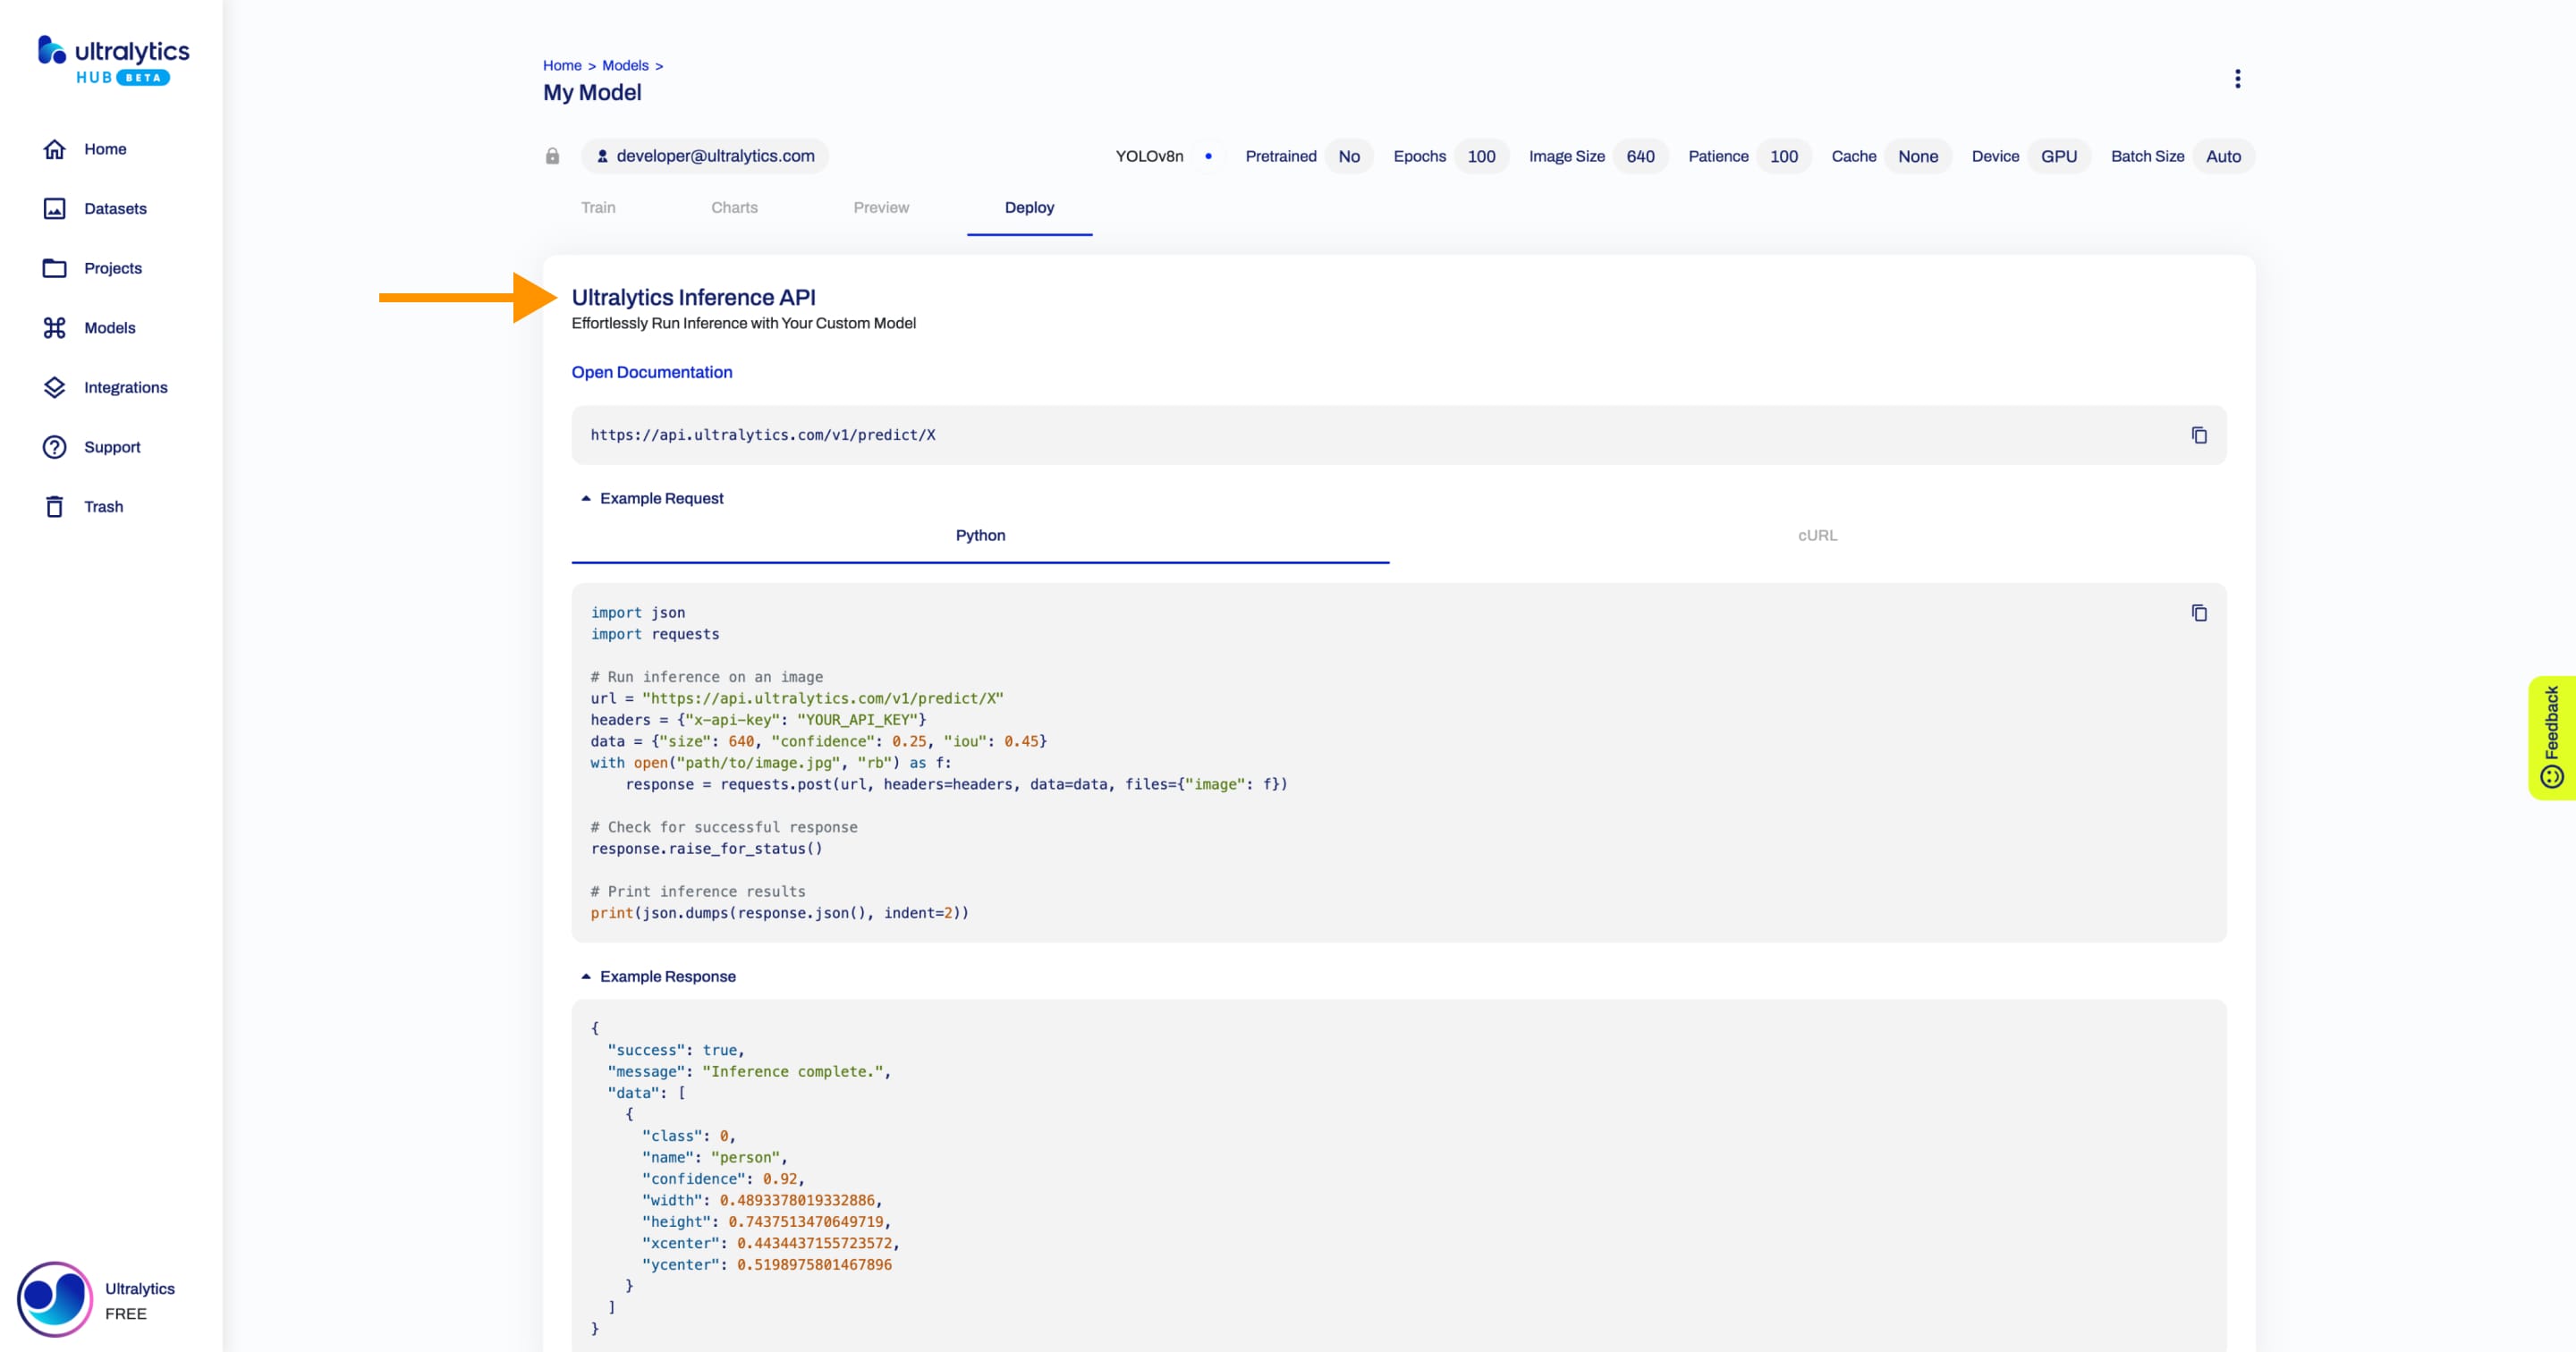 ultralytics
HUB BETA
Home
Datasets
Projects
Models
Integrations
Support
Trash
Ultralytics
FREE
Home > Models >
My Model
developer@ultralytics.com
YOLOv8n Pretrained No Epochs 100 Image Size 640 Patience 100 Cache None Device GPU Batch Size Auto
Train Charts Preview Deploy
Ultralytics Inference API
Effortlessly Run Inference with Your Custom Model
Open Documentation
https://api.ultralytics.com/v1/predict/X
Example Request
Python cURL
import json
import requests
# Run inference on an image
url = "https://api.ultralytics.com/v1/predict/X"
headers = {"x-api-key": "YOUR_API_KEY"}
data = {"size": 640, "confidence": 0.25, "iou": 0.45}
with open("path/to/image.jpg", "rb") as f:
    response = requests.post(url, headers=headers, data=data, files={"image": f})
# Check for successful response
response.raise_for_status()
# Print inference results
print(json.dumps(response.json(), indent=2))
Example Response
{
  "success": true,
  "message": "Inference complete.",
  "data": [
    {
      "class": 0,
      "name": "person",
      "confidence": 0.92,
      "width": 0.4893378019332886,
      "height": 0.7437513470649719,
      "xcenter": 0.4434437155723572,
      "ycenter": 0.5198975801467896
    }
  ]
}
Feedback